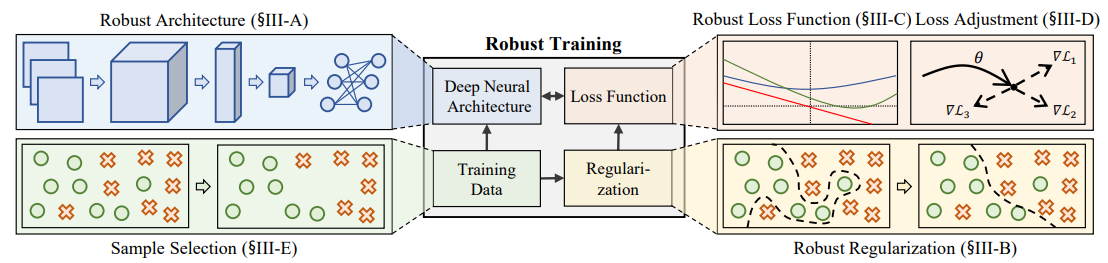 Robust Architecture (§III-A)
Robust Loss Function (§III-C) Loss Adjustment (§III-D)
Robust Training
Deep Neural
Architecture
Loss Function
Training
Data
Regulari-
zation
θ
∇ℒ₁
∇ℒ₃
∇ℒ₂
Sample Selection (§III-E)
Robust Regularization (§III-B)